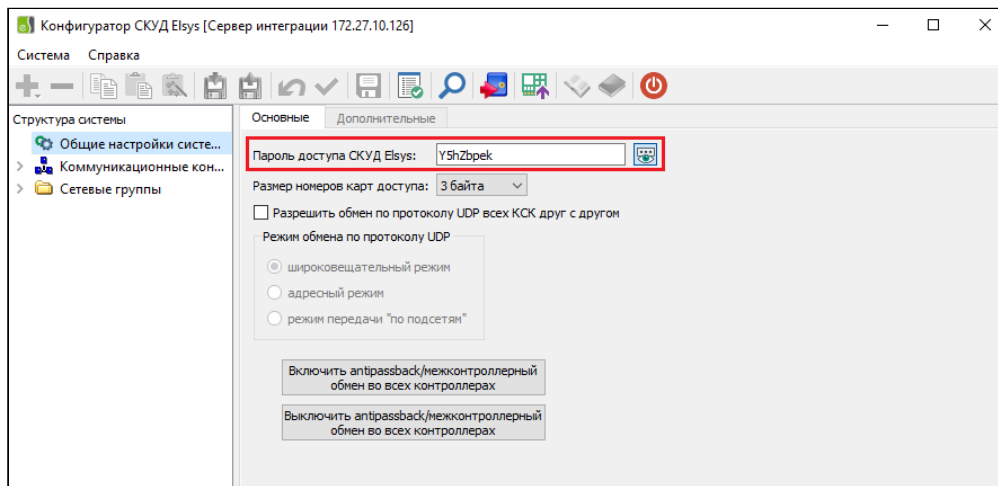 Конфигуратор СКУД Elsys [Сервер интеграции 172.27.10.126]
Система Справка
Структура системы
Общие настройки систе...
Коммуникационные кон...
Сетевые группы
Основные Дополнительные
Пароль доступа СКУД Elsys: Y5hZbpek
Размер номеров карт доступа: 3 байта
Разрешить обмен по протоколу UDP всех КСК друг с другом
Режим обмена по протоколу UDP
широковещательный режим
адресный режим
режим передачи "по подсетям"
Включить antipassback/межконтроллерный
обмен во всех контроллерах
Выключить antipassback/межконтроллерный
обмен во всех контроллерах